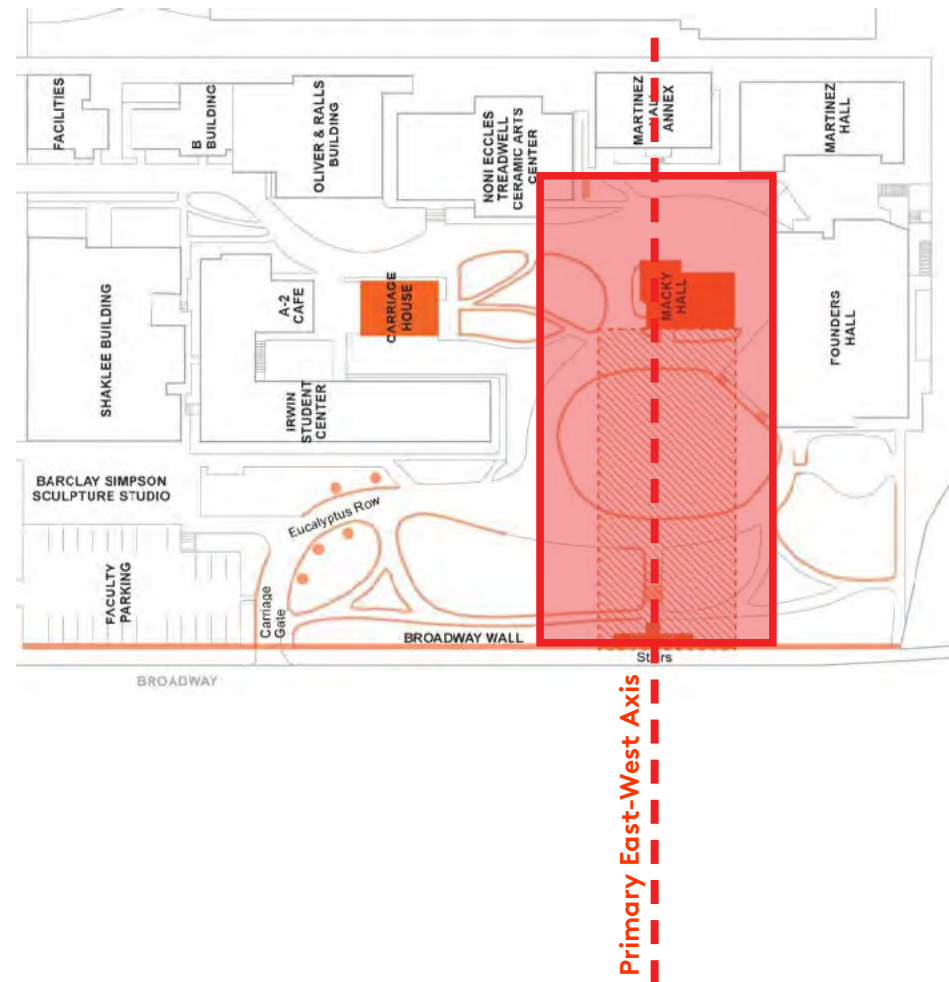 FACILITIES
B
BUILDING
OLIVER & RALLS
BUILDING
NONI ECCLES
TREADWELL
CERAMIC ARTS
CENTER
MARTINEZ
ANNEX
MARTINEZ
HALL
SHAKLEE BUILDING
A-2
CAFE
CARRIAGE
HOUSE
MACKY
HALL
FOUNDERS
HALL
IRWIN
STUDENT
CENTER
BARCLAY SIMPSON
SCULPTURE STUDIO
Eucalyptus Row
FACULTY
PARKING
Carriage
Gate
BROADWAY WALL
Stairs
BROADWAY
Primary East-West Axis